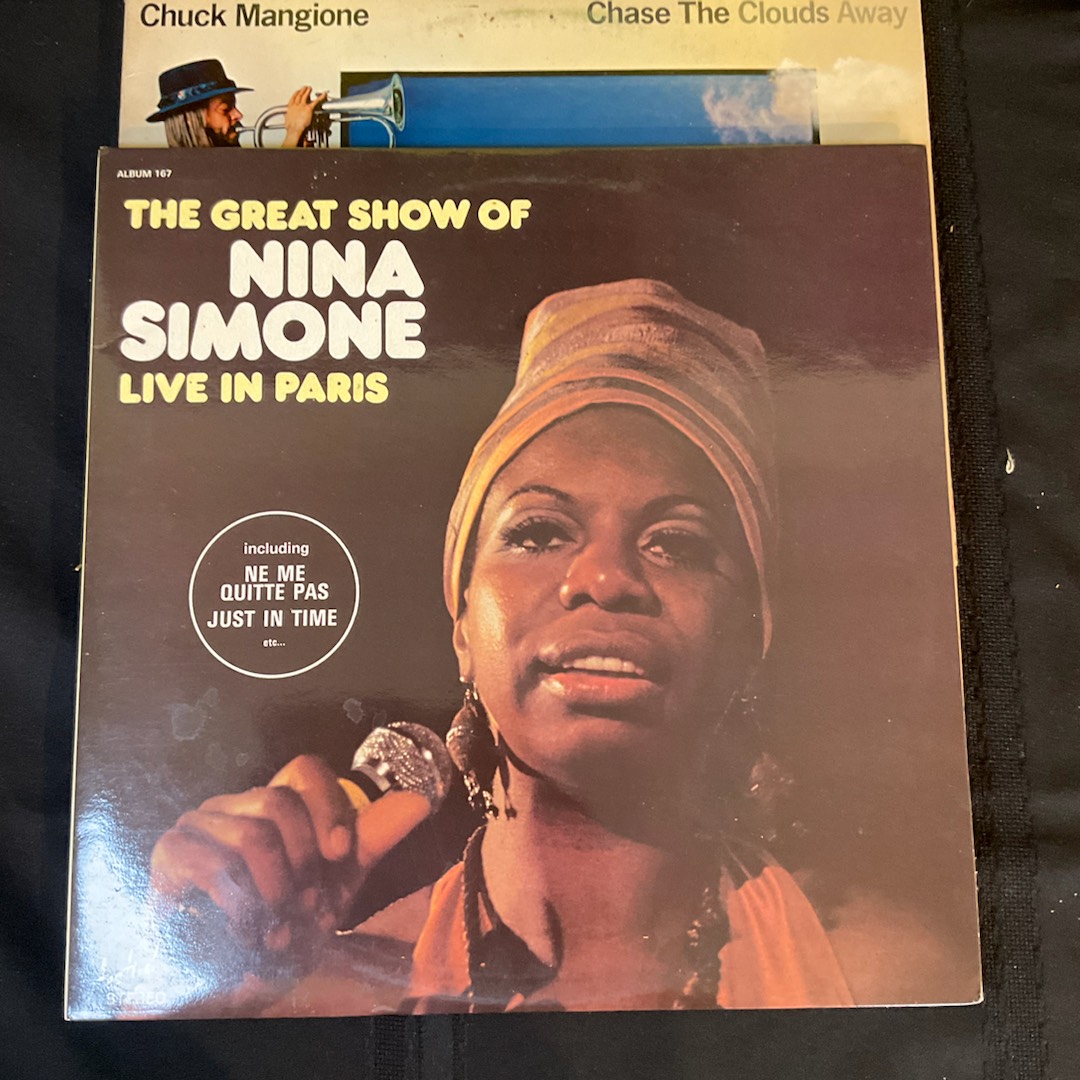 Chuck Mangione Chase The Clouds Away
ALBUM 167
THE GREAT SHOW OF
NINA
SIMONE
LIVE IN PARIS
including
NE ME
QUITTE PAS
JUST IN TIME
etc...
STEREO